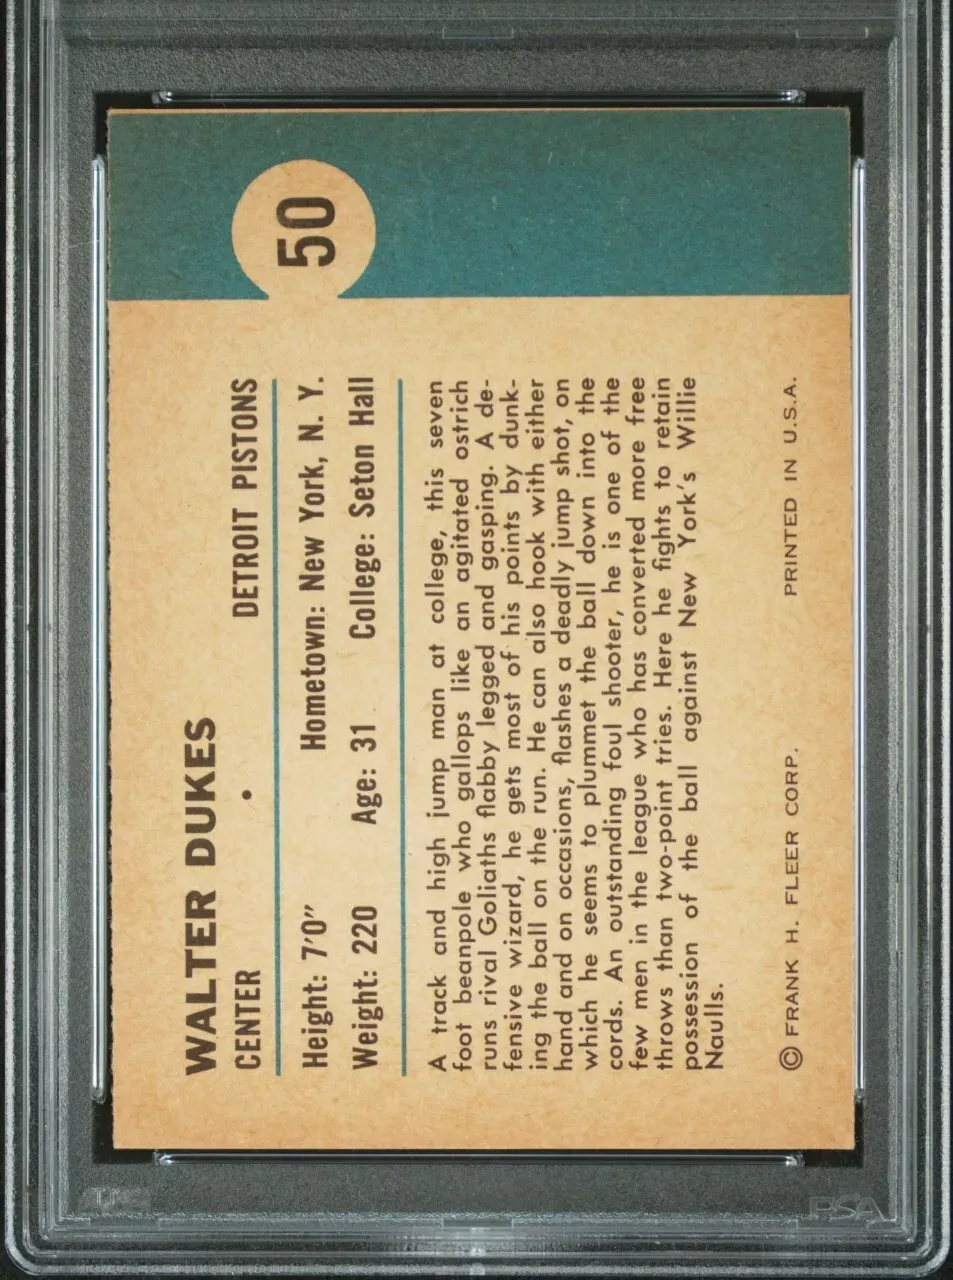 50
WALTER DUKES
CENTER • DETROIT PISTONS
Height: 7'0" Hometown: New York, N. Y.
Weight: 220 Age: 31 College: Seton Hall
A track and high jump man at college, this seven
foot beanpole who gallops like an agitated ostrich
runs rival Goliaths flabby legged and gasping. A de-
fensive wizard, he gets most of his points by dunk-
ing the ball on the run. He can also hook with either
hand and on occasions, flashes a deadly jump shot, on
which he seems to plummet the ball down into the
cords. An outstanding foul shooter, he is one of the
few men in the league who has converted more free
throws than two-point tries. Here he fights to retain
possession of the ball against New York's Willie
Naulls.
© FRANK H. FLEER CORP. PRINTED IN U.S.A.
PSA